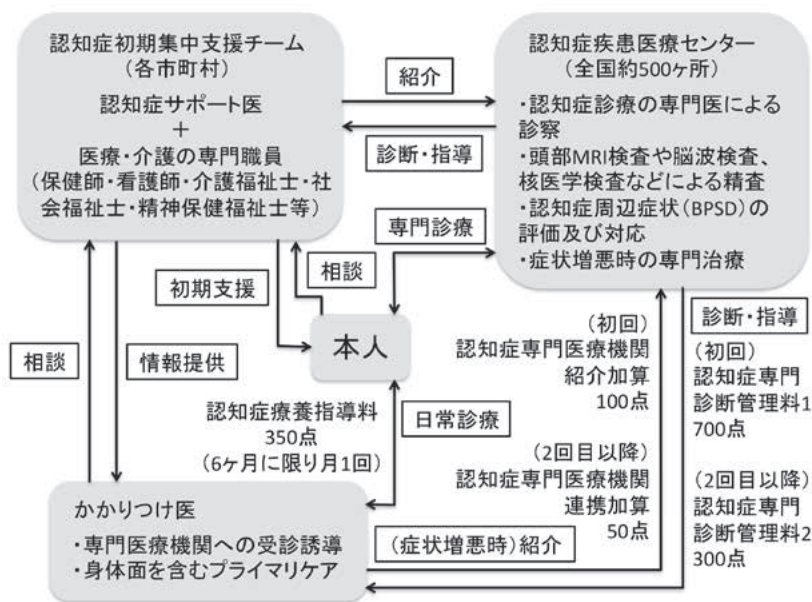 認知症初期集中支援チーム
(各市町村)
認知症サポート医
+
医療・介護の専門職員
(保健師・看護師・介護福祉士・社
会福祉士・精神保健福祉士等)
紹介
診断・指導
認知症疾患医療センター
(全国約500ヶ所)
・認知症診療の専門医による
診察
・頭部MRI検査や脳波検査、
核医学検査などによる精査
・認知症周辺症状(BPSD)の
評価及び対応
・症状増悪時の専門治療
専門診療
相談
初期支援
本人
相談
情報提供
日常診療
認知症療養指導料
350点
(6ヶ月に限り月1回)
(初回)
認知症専門医療機関
紹介加算
100点
(2回目以降)
認知症専門医療機関
連携加算
50点
診断・指導
(初回)
認知症専門
診断管理料1
700点
(2回目以降)
認知症専門
診断管理料2
300点
かかりつけ医
・専門医療機関への受診誘導
・身体面を含むプライマリケア
(症状増悪時)紹介